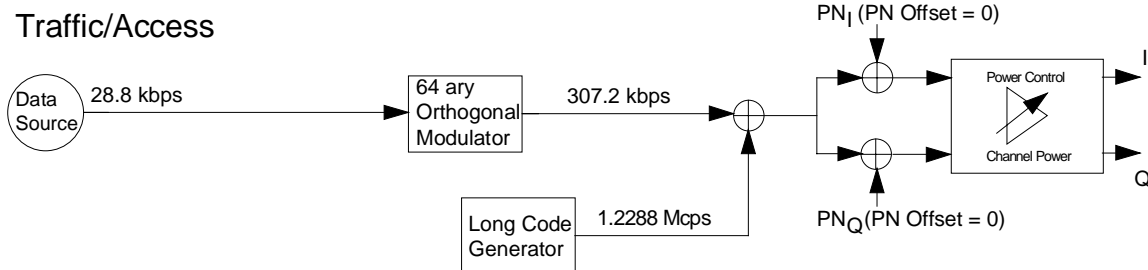 Traffic/Access
PNI (PN Offset = 0)
I
Data
Source
28.8 kbps
64 ary
Orthogonal
Modulator
307.2 kbps
Power Control
Channel Power
Q
Long Code
Generator
1.2288 Mcps
PNQ(PN Offset = 0)